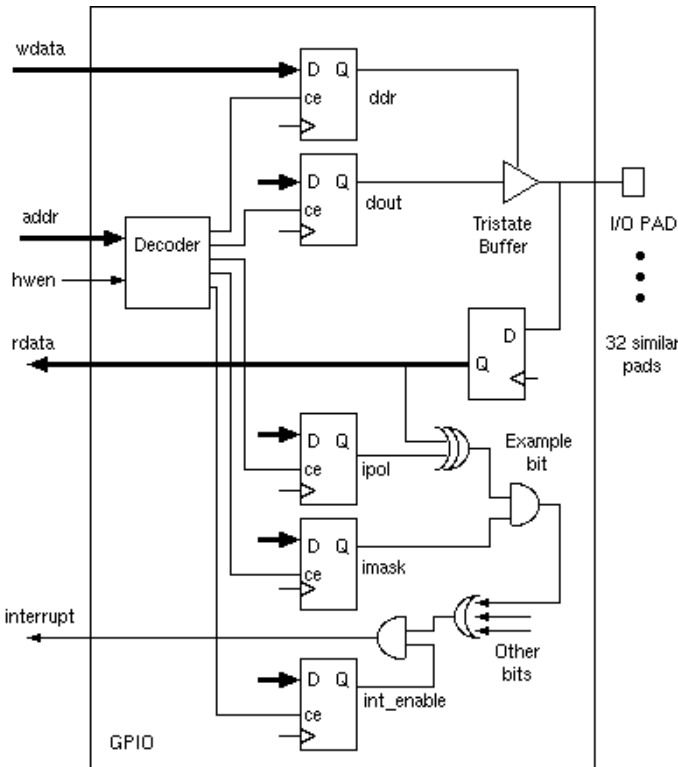 wdata
D Q
ce
ddr
D Q
ce
dout
Tristate
Buffer
I/O PAD
addr
Decoder
hwen
rdata
D
Q
32 similar
pads
D Q
ce
ipol
Example
bit
D Q
ce
imask
interrupt
Other
bits
D Q
ce
int_enable
GPIO